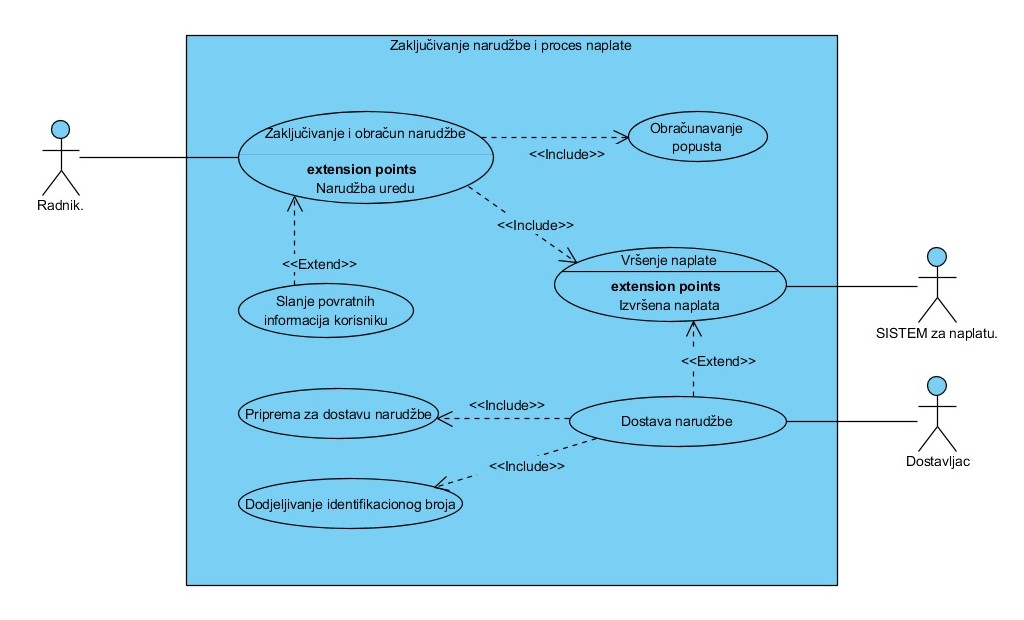 Zaključivanje narudžbe i proces naplate
Zaključivanje i obračun narudžbe
extension points
Narudžba uredu
Obračunavanje
popusta
<<Include>>
Radnik.
<<Include>>
<<Extend>>
Vršenje naplate
extension points
Izvršena naplata
Slanje povratnih
informacija korisniku
SISTEM za naplatu.
<<Extend>>
Priprema za dostavu narudžbe
<<Include>>
Dostava narudžbe
Dostavljac
<<Include>>
Dodjeljivanje identifikacionog broja